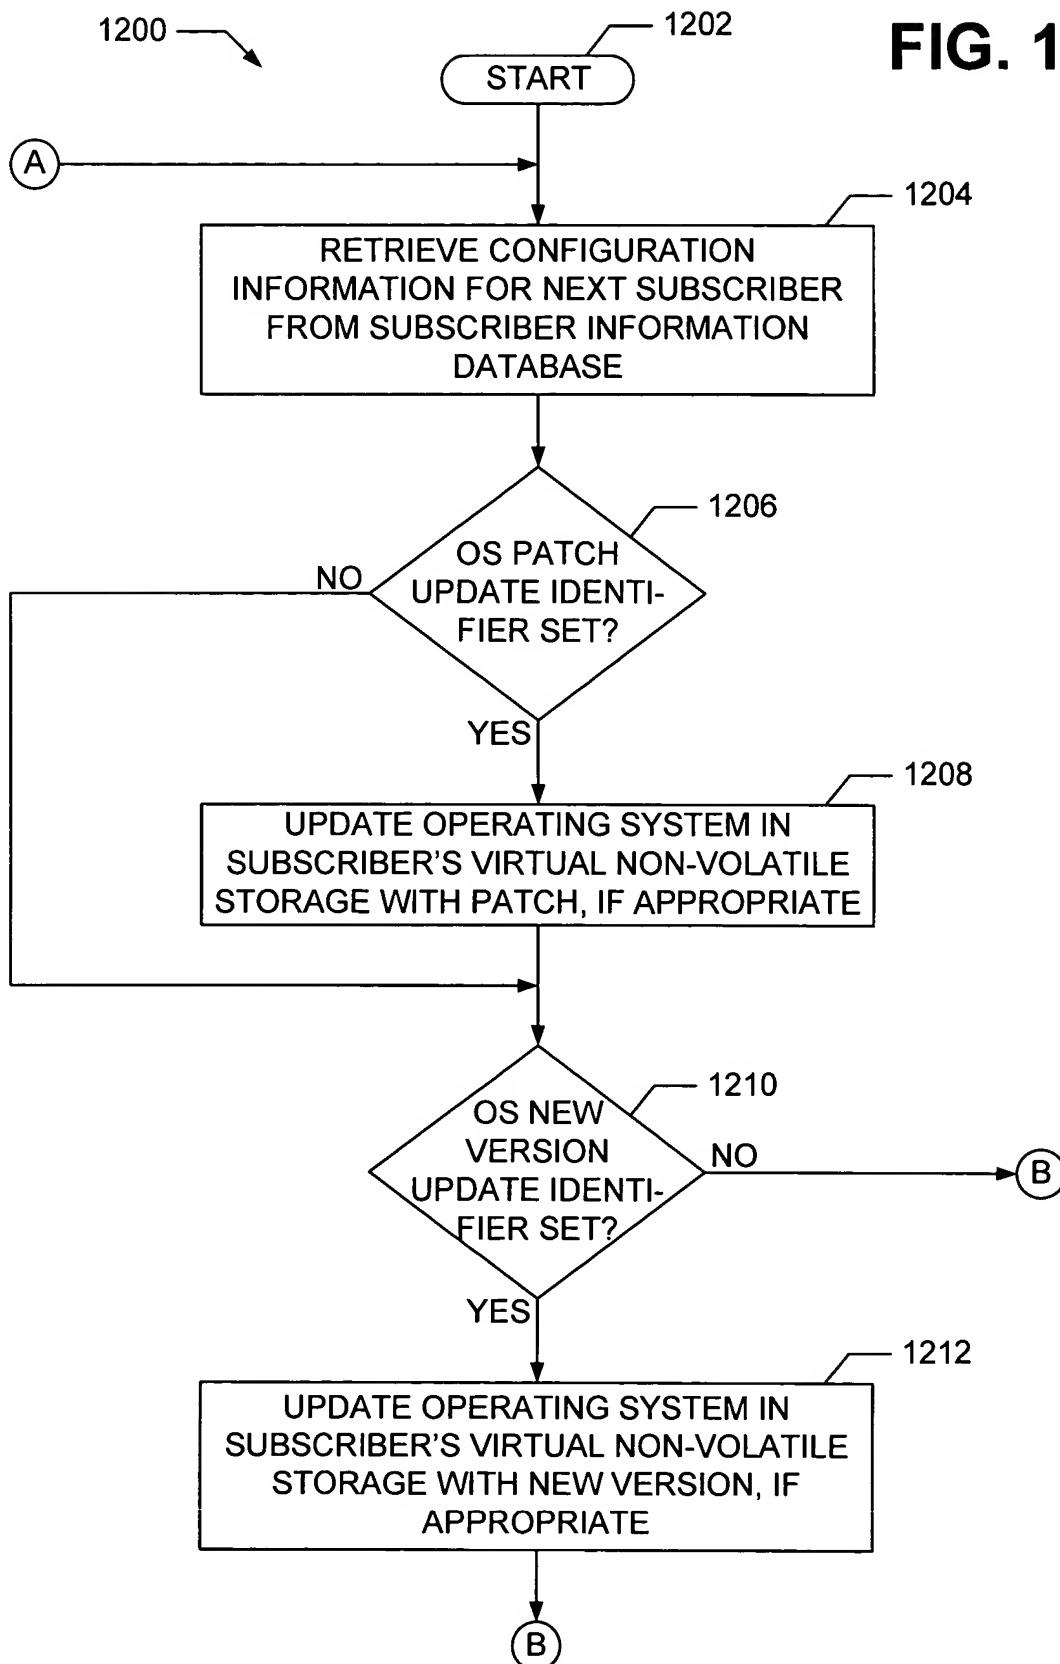 1200
1202
FIG. 1
START
A
1204
RETRIEVE CONFIGURATION
INFORMATION FOR NEXT SUBSCRIBER
FROM SUBSCRIBER INFORMATION
DATABASE
1206
OS PATCH
UPDATE IDENTI-
FIER SET?
NO
YES
1208
UPDATE OPERATING SYSTEM IN
SUBSCRIBER'S VIRTUAL NON-VOLATILE
STORAGE WITH PATCH, IF APPROPRIATE
1210
OS NEW
VERSION
UPDATE IDENTI-
FIER SET?
NO
B
YES
1212
UPDATE OPERATING SYSTEM IN
SUBSCRIBER'S VIRTUAL NON-VOLATILE
STORAGE WITH NEW VERSION, IF
APPROPRIATE
B